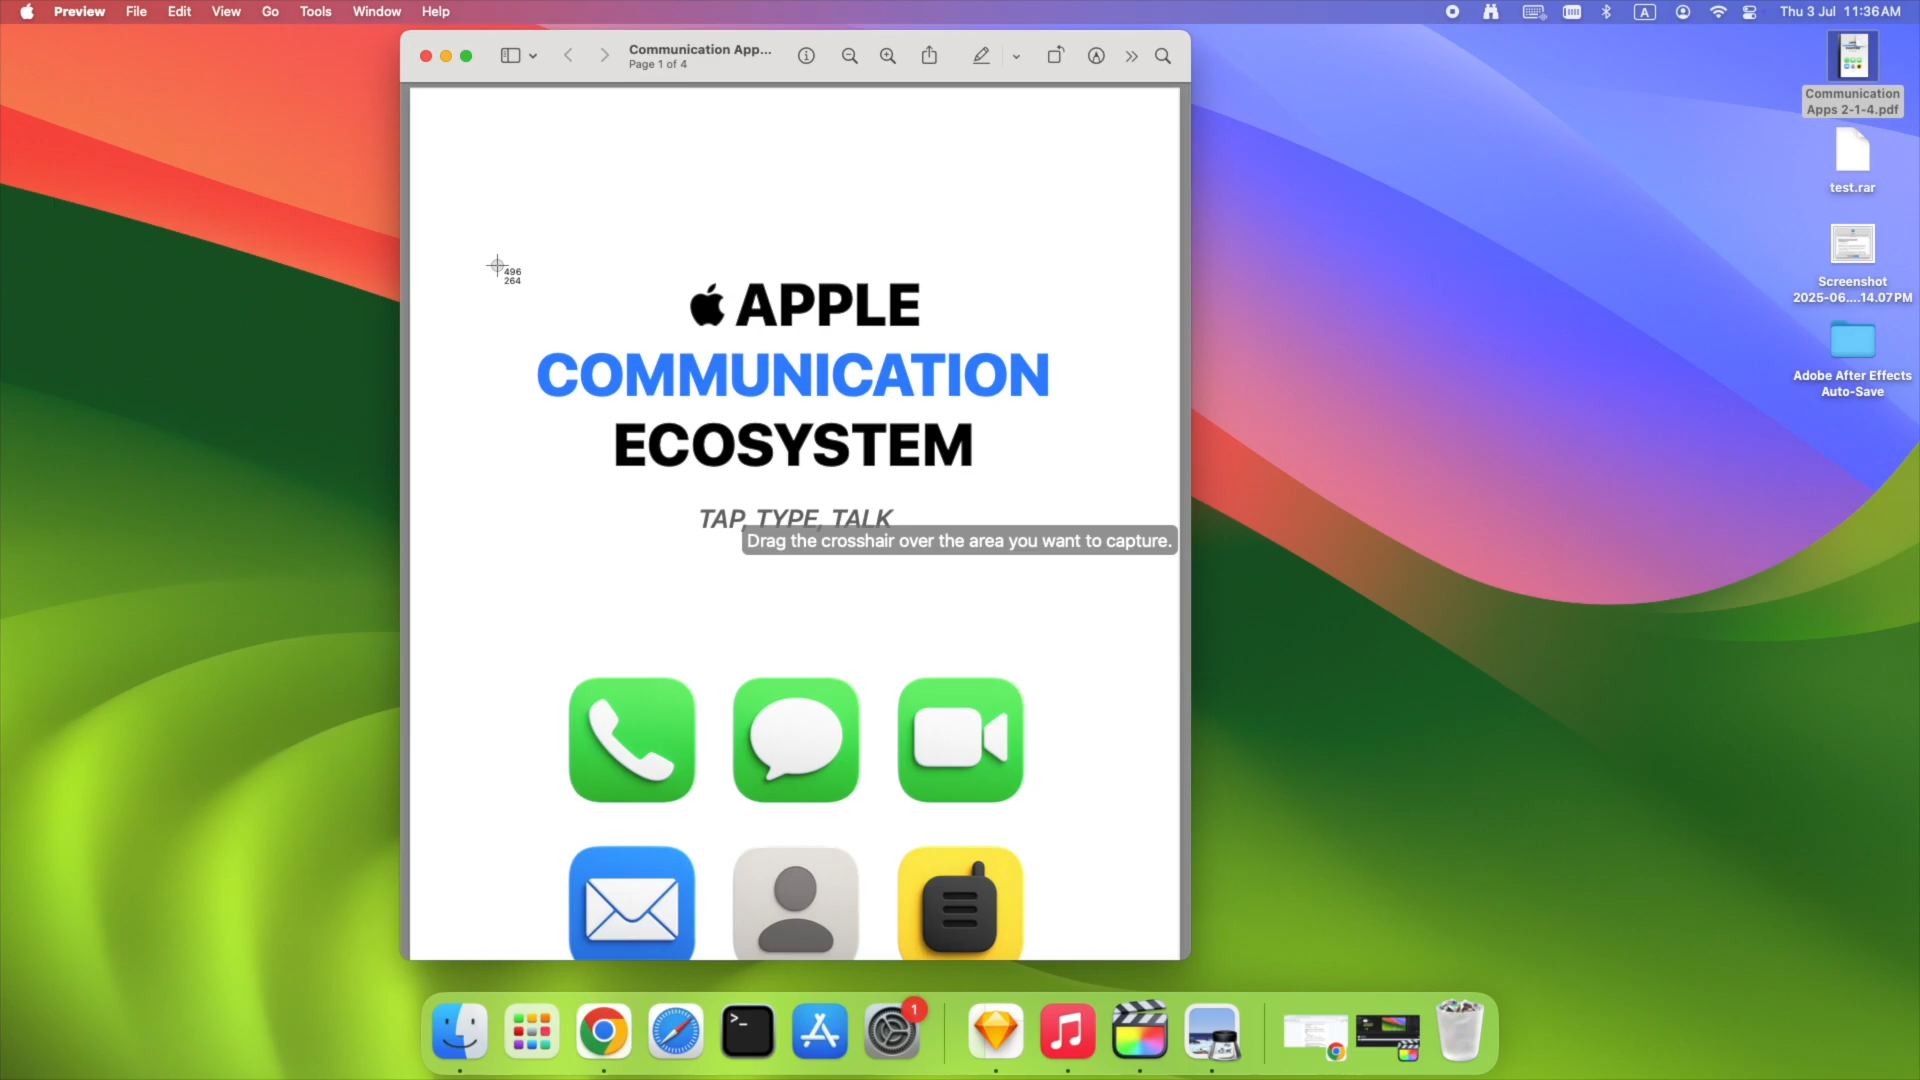 Preview File Edit View Go Tools Window Help
A Thu 3 Jul 11:36 AM
Communication App...
Page 1 of 4
496
264
APPLE
COMMUNICATION
ECOSYSTEM
TAP, TYPE, TALK
Drag the crosshair over the area you want to capture.
Communication
Apps 2-1-4.pdf
test.rar
Screenshot
2025-06....14.07 PM
Adobe After Effects
Auto-Save
>_
1